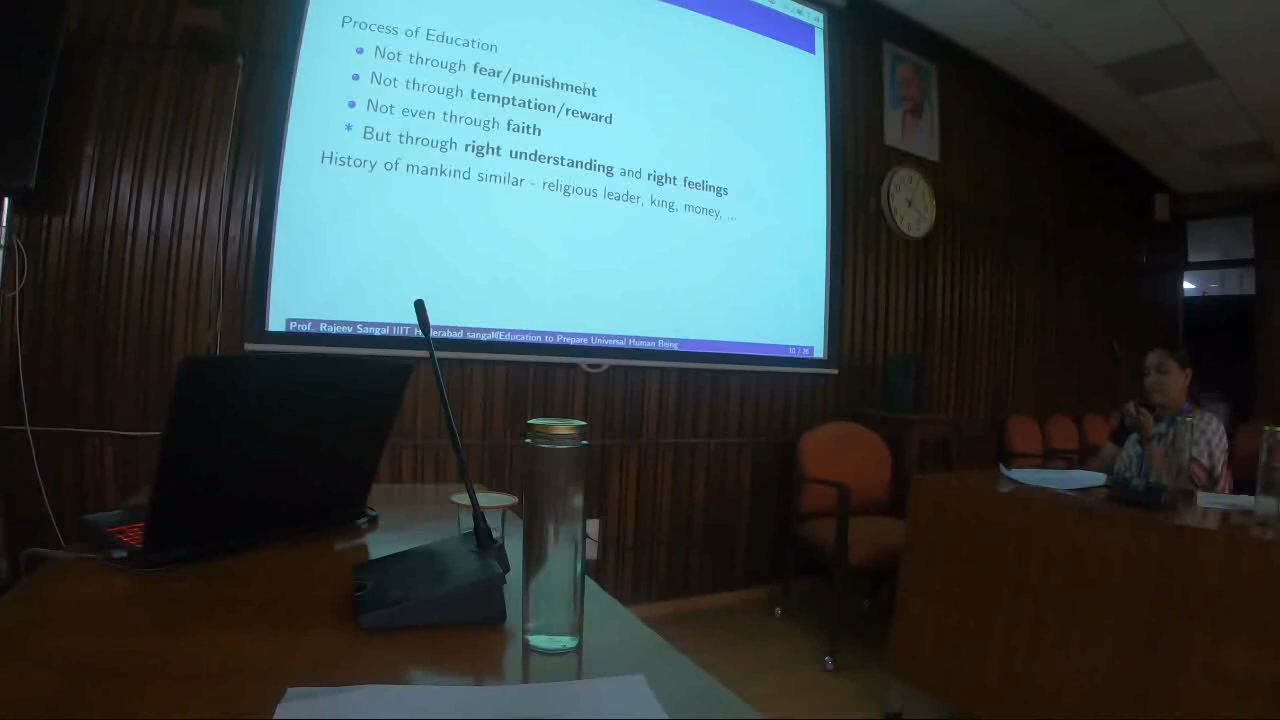 Process of Education
Not through fear/punishment
Not through temptation/reward
Not even through faith
* But through right understanding and right feelings
History of mankind similar - religious leader, king, money, ...
Prof. Rajeev Sangal IIIT Hyderabad sangal@ Education to Prepare Universal Human Being 10 / 26